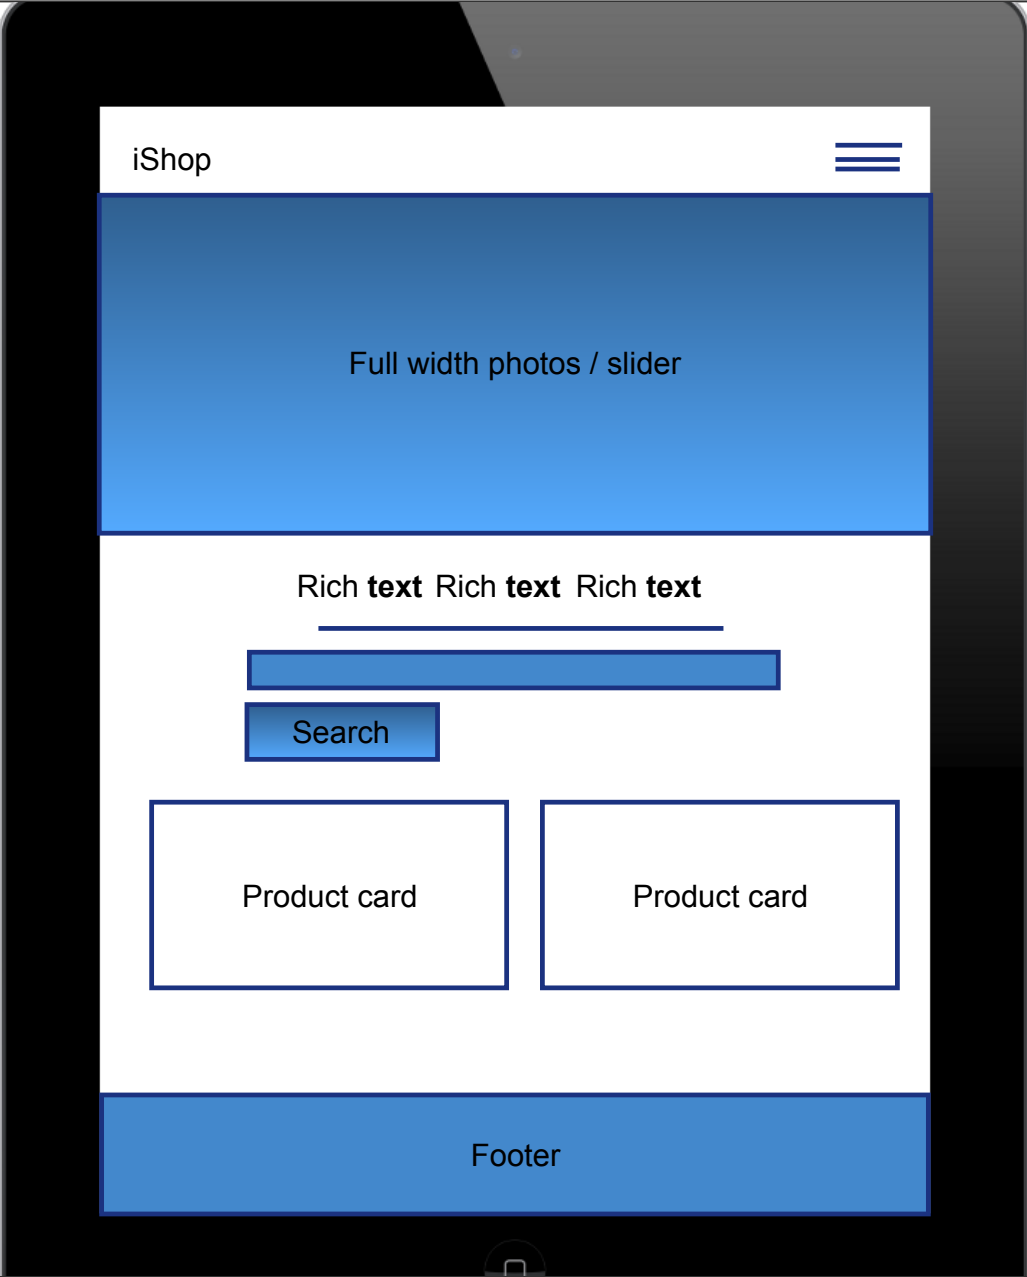 iShop
Full width photos / slider
Rich text Rich text Rich text
Search
Product card
Product card
Footer